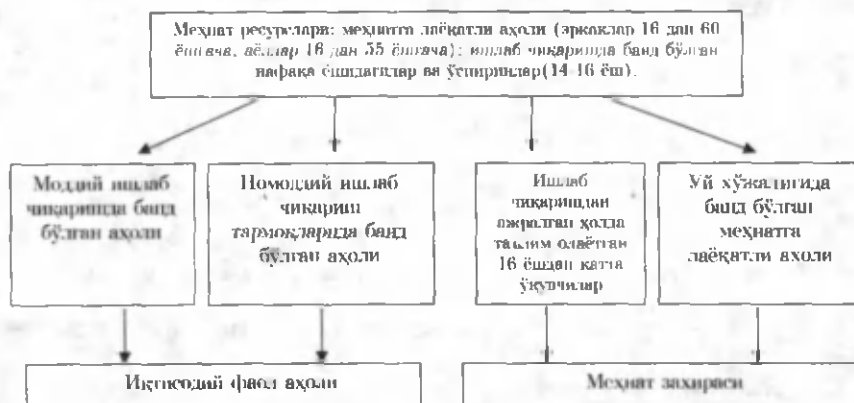 Меҳнат ресурслари: меҳнатга лаёқатли аҳоли (эркаклар 16 дан 60
ёшгача, аёллар 16 дан 55 ёшгача); ишлаб чиқаришда банд бўлган
нафақа ёшидагилар ва ўспиринлар(14-16 ёш).
Моддий ишлаб
чиқаришда банд
бўлган аҳоли
Номоддий ишлаб
чиқариш
тармоқларида банд
бўлган аҳоли
Ишлаб
чиқаришдан
ажралган ҳолда
таълим олаётган
16 ёшдан катта
ўқувчилар
Уй хўжалигида
банд бўлган
меҳнатга
лаёқатли аҳоли
Иқтисодий фаол аҳоли
Меҳнат захираси